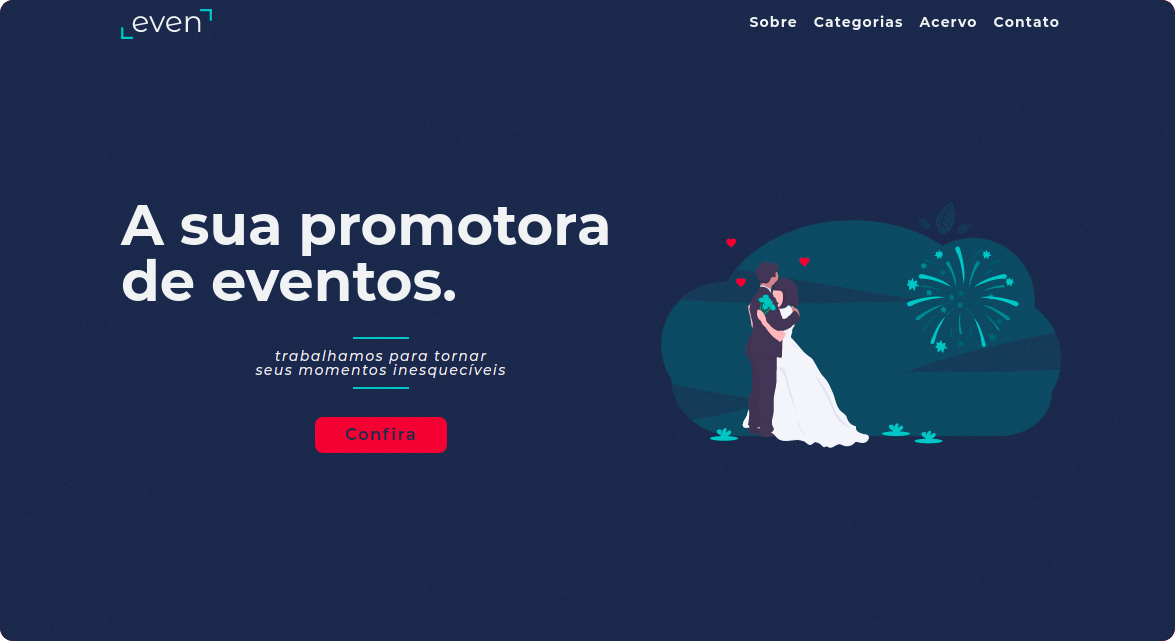 even
Sobre Categorias Acervo Contato
A sua promotora
de eventos.
trabalhamos para tornar
seus momentos inesquecíveis
Confira